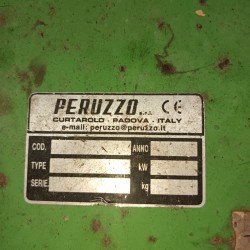 PERUZZO s.r.l. CE
CURTAROLO - PADOVA - ITALY
e-mail: peruzzo@peruzzo.it
COD. ANNO
TYPE kW
SERIE kg